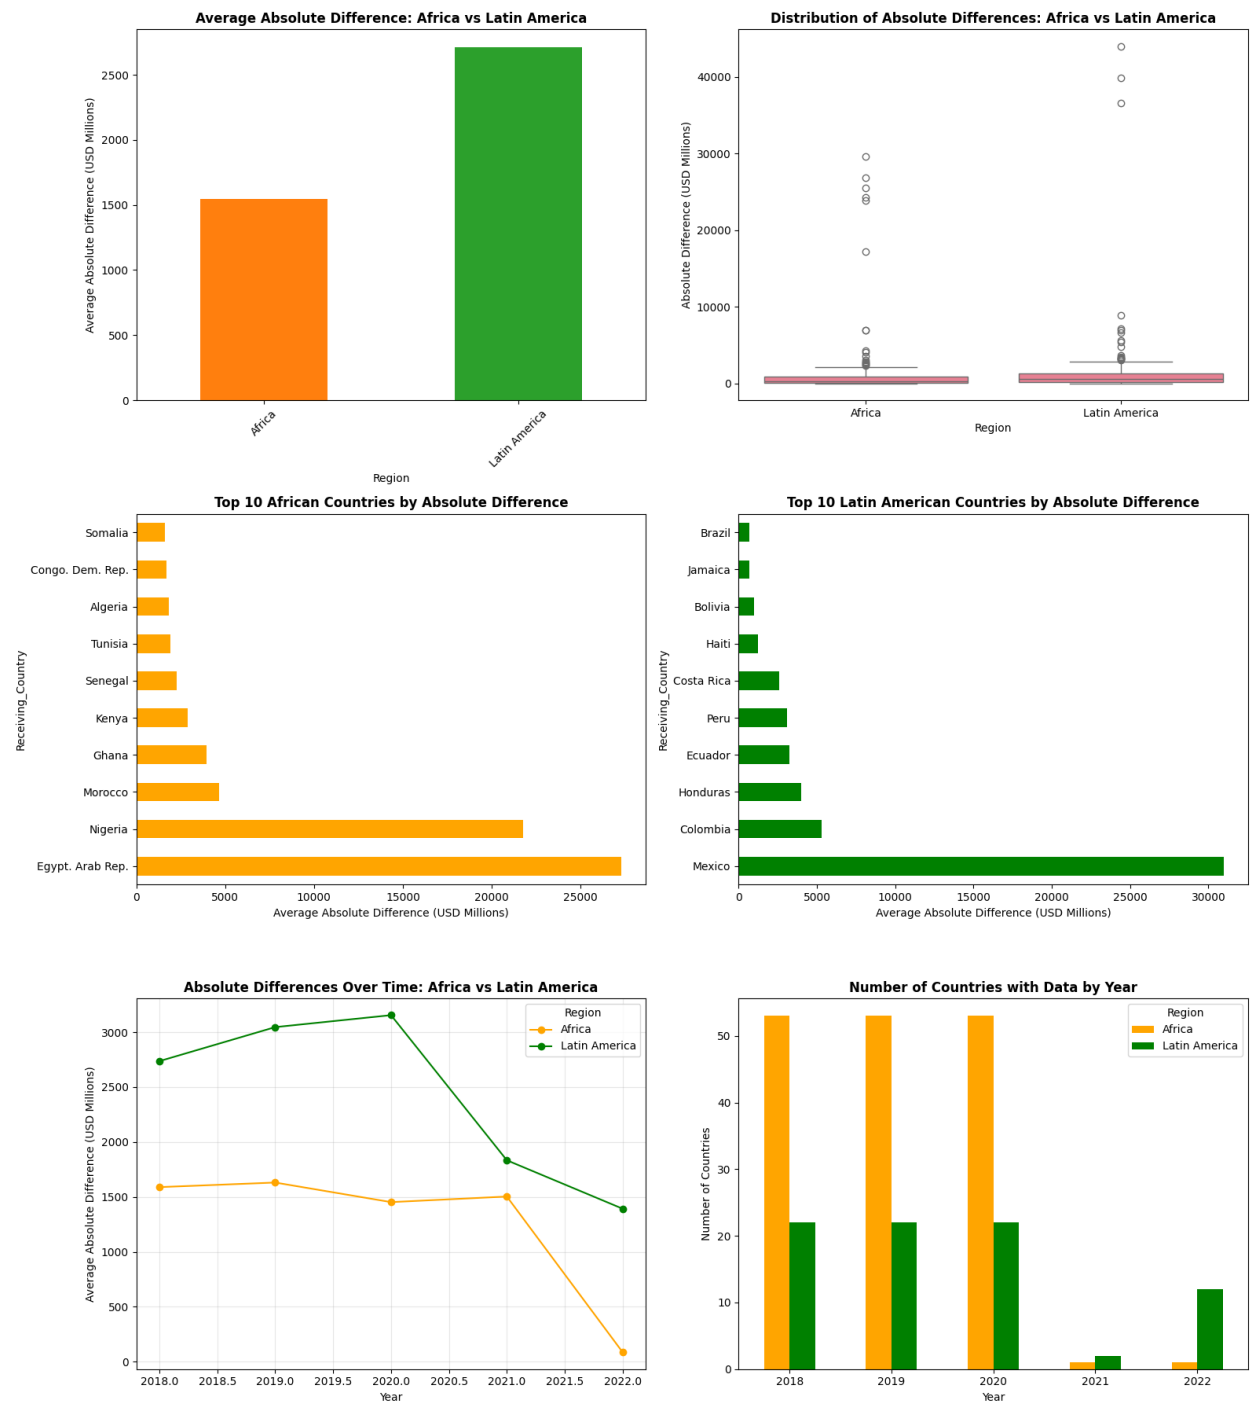 Average Absolute Difference: Africa vs Latin America
Average Absolute Difference (USD Millions)
2500
2000
1500
1000
500
0
Africa
Latin America
Region
Distribution of Absolute Differences: Africa vs Latin America
Absolute Difference (USD Millions)
40000
30000
20000
10000
0
Africa
Latin America
Region
Top 10 African Countries by Absolute Difference
Receiving_Country
Somalia
Congo. Dem. Rep.
Algeria
Tunisia
Senegal
Kenya
Ghana
Morocco
Nigeria
Egypt. Arab Rep.
0
5000
10000
15000
20000
25000
Average Absolute Difference (USD Millions)
Top 10 Latin American Countries by Absolute Difference
Receiving_Country
Brazil
Jamaica
Bolivia
Haiti
Costa Rica
Peru
Ecuador
Honduras
Colombia
Mexico
0
5000
10000
15000
20000
25000
30000
Average Absolute Difference (USD Millions)
Absolute Differences Over Time: Africa vs Latin America
Average Absolute Difference (USD Millions)
3000
2500
2000
1500
1000
500
0
Region
Africa
Latin America
2018.0
2018.5
2019.0
2019.5
2020.0
2020.5
2021.0
2021.5
2022.0
Year
Number of Countries with Data by Year
Number of Countries
50
40
30
20
10
0
Region
Africa
Latin America
2018
2019
2020
2021
2022
Year